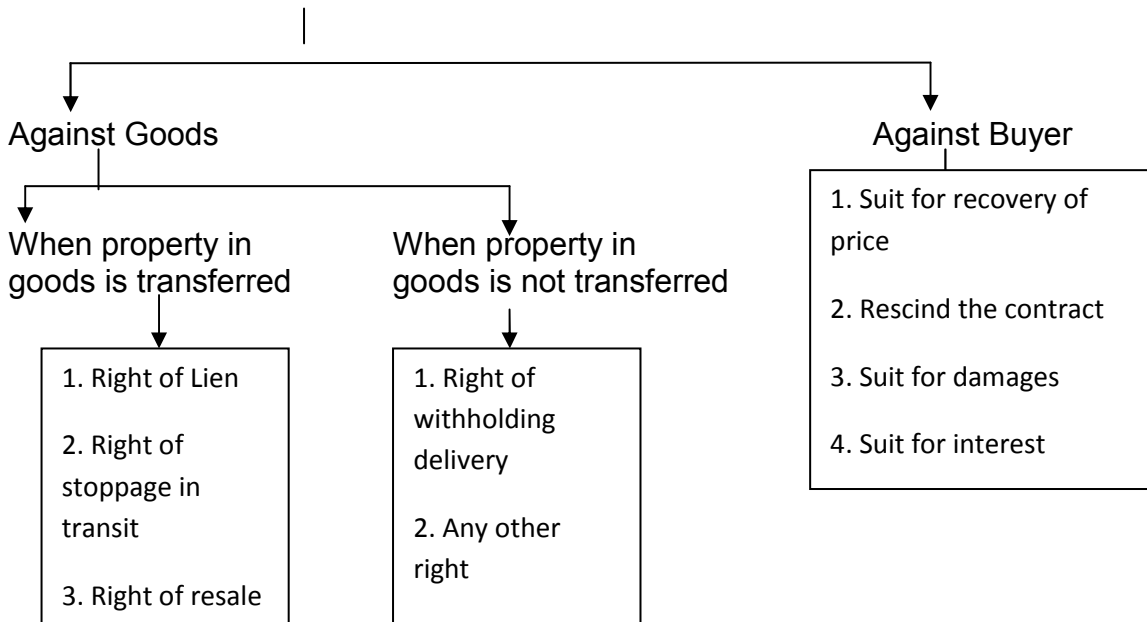 Against Goods
Against Buyer
When property in
goods is transferred
When property in
goods is not transferred
1. Right of Lien
2. Right of
stoppage in
transit
3. Right of resale
1. Right of
withholding
delivery
2. Any other
right
1. Suit for recovery of
price
2. Rescind the contract
3. Suit for damages
4. Suit for interest